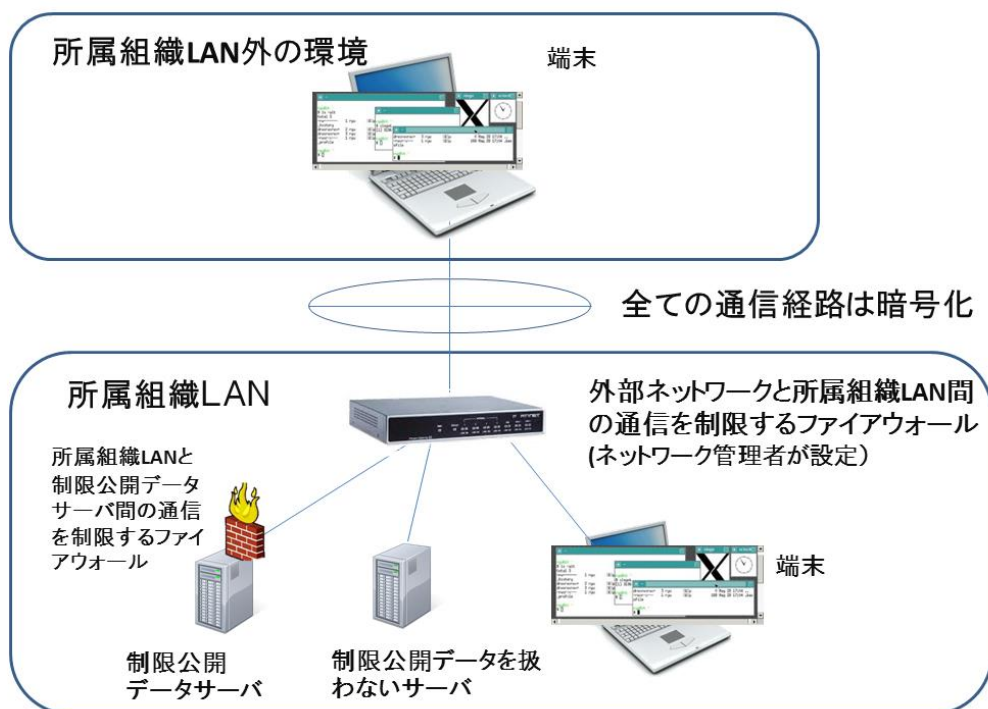 所属組織LAN外の環境
端末
全ての通信経路は暗号化
所属組織LAN
外部ネットワークと所属組織LAN間
の通信を制限するファイアウォール
(ネットワーク管理者が設定)
所属組織LANと
制限公開データ
サーバ間の通信
を制限するファイ
アウォール
端末
制限公開
データサーバ
制限公開データを扱
わないサーバ